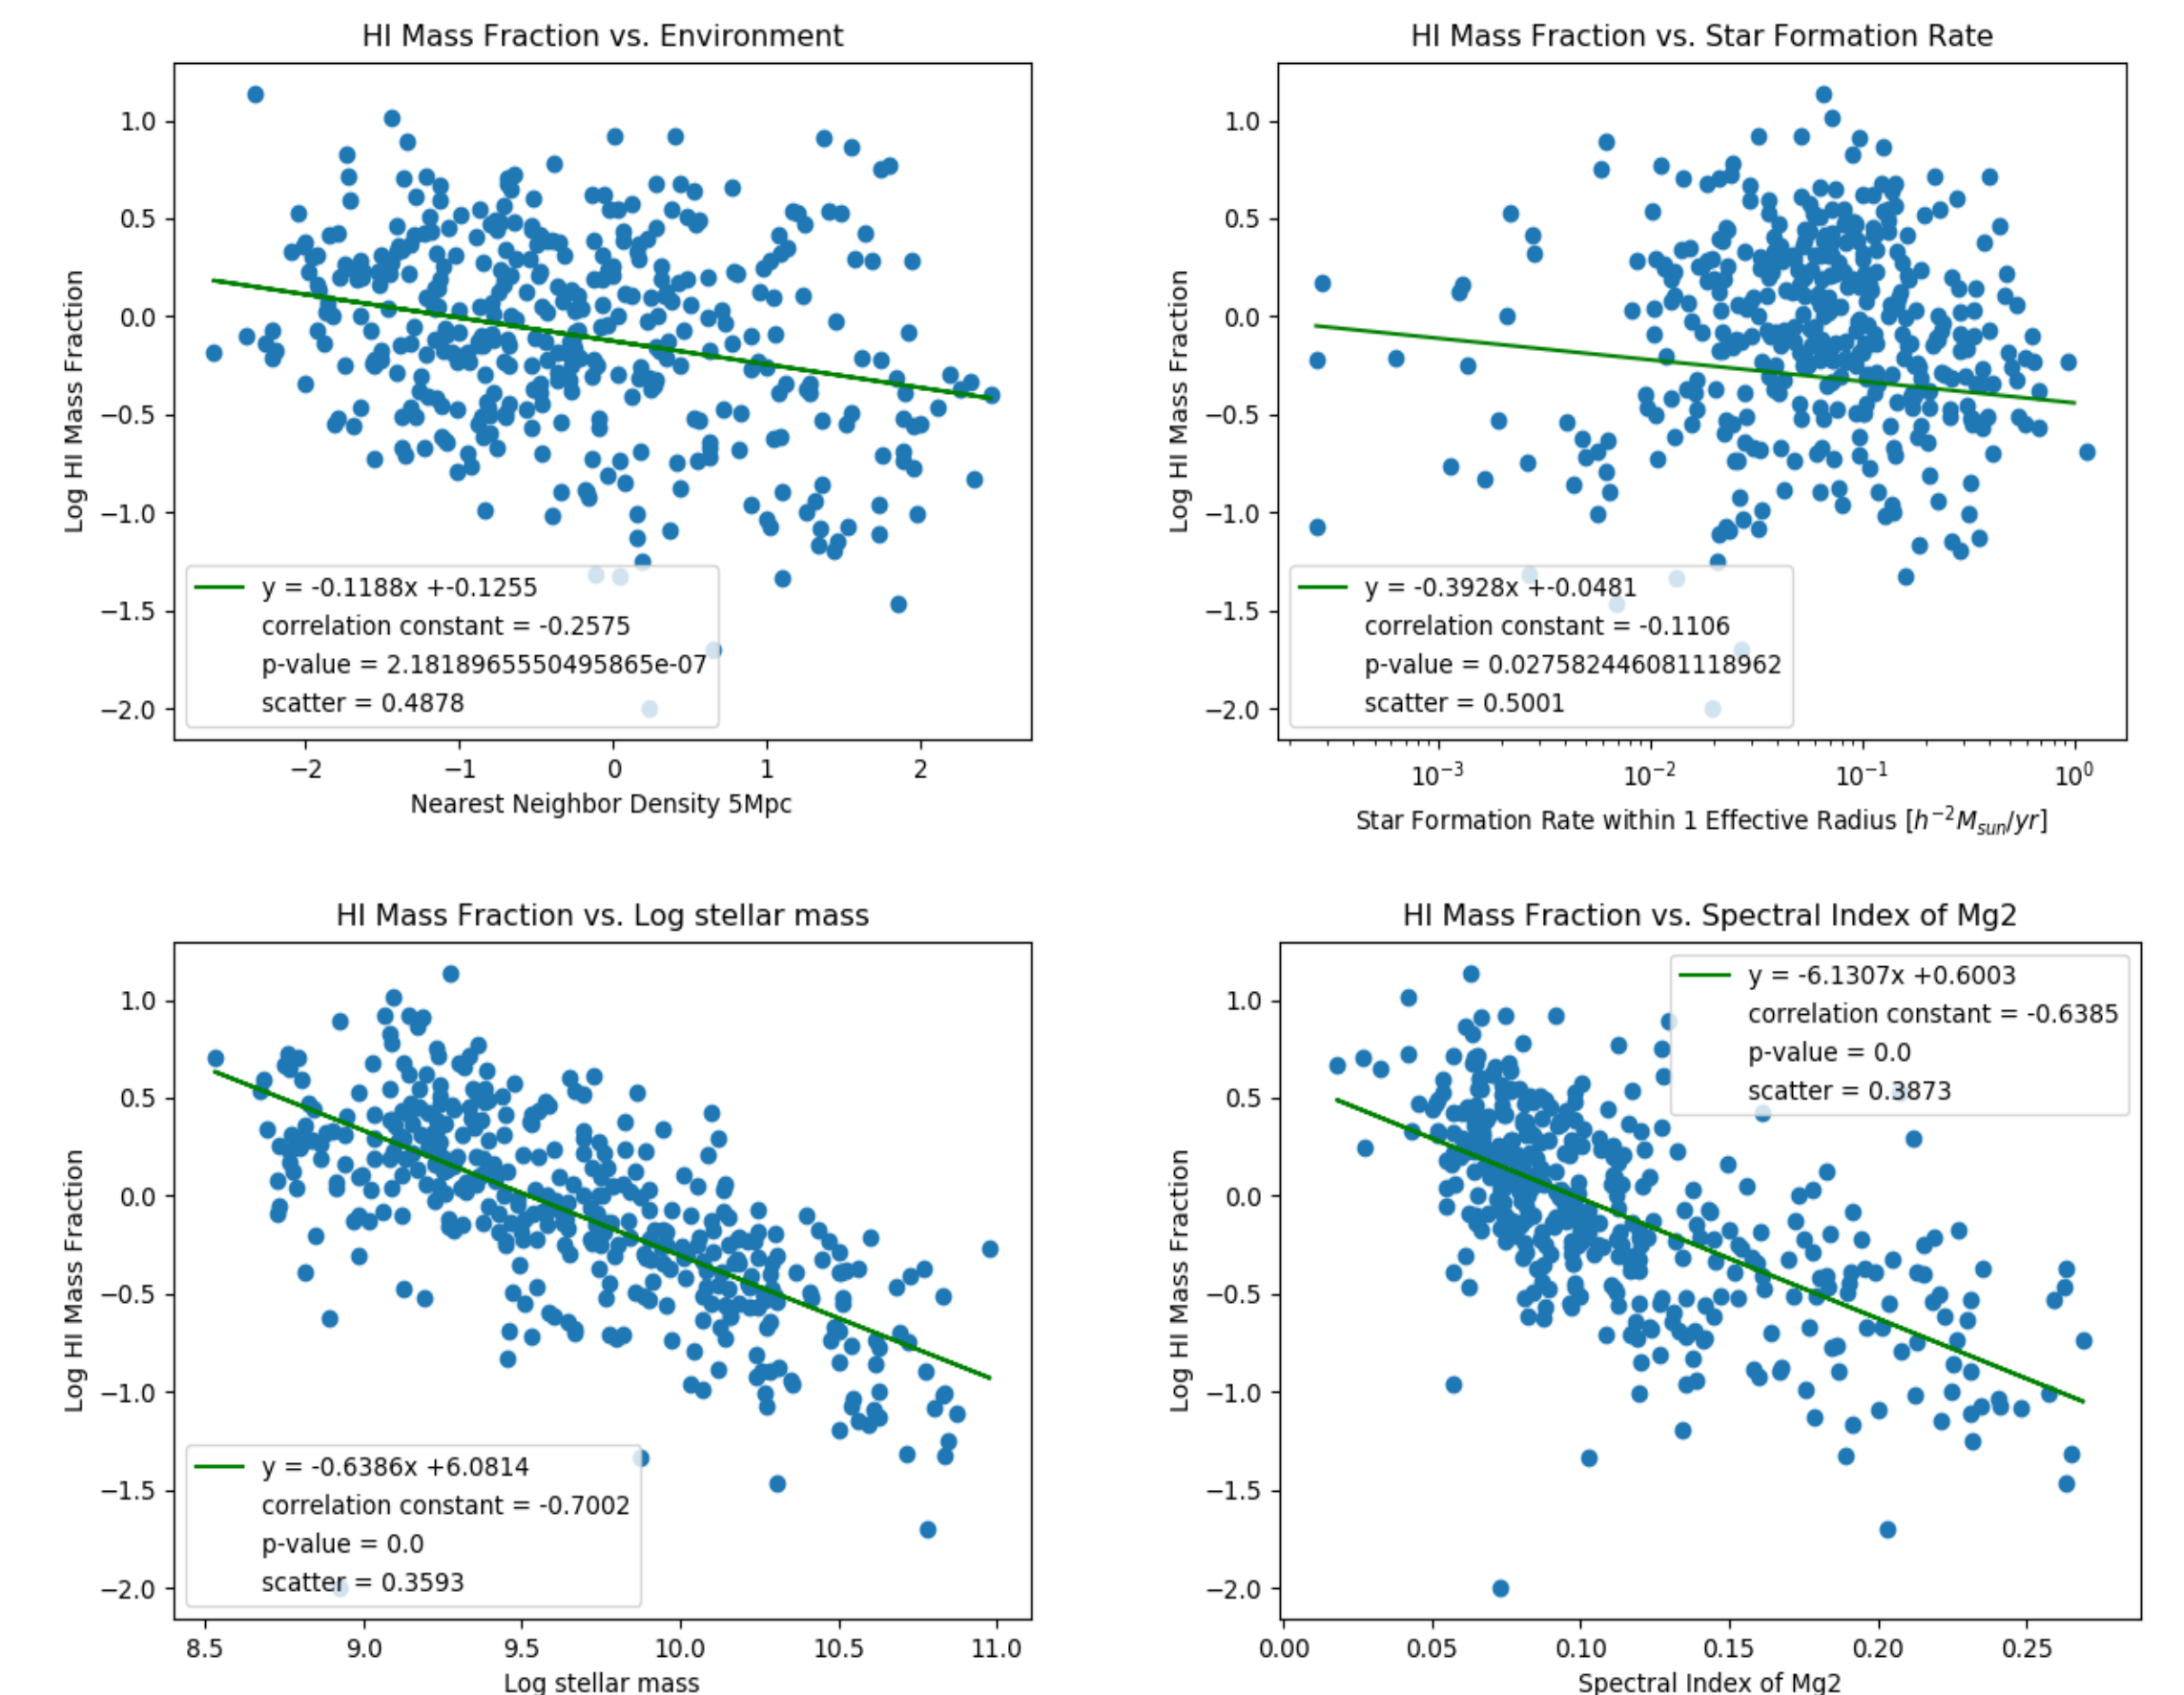 HI Mass Fraction vs. Environment
Log HI Mass Fraction
1.0
0.5
0.0
−0.5
−1.0
−1.5
−2.0
y = -0.1188x +-0.1255
correlation constant = -0.2575
p-value = 2.1818965550495865e-07
scatter = 0.4878
−2 −1 0 1 2
Nearest Neighbor Density 5Mpc
HI Mass Fraction vs. Star Formation Rate
Log HI Mass Fraction
1.0
0.5
0.0
−0.5
−1.0
−1.5
−2.0
y = -0.3928x +-0.0481
correlation constant = -0.1106
p-value = 0.027582446081118962
scatter = 0.5001
10⁻³ 10⁻² 10⁻¹ 10⁰
Star Formation Rate within 1 Effective Radius [h⁻²M_sun/yr]
HI Mass Fraction vs. Log stellar mass
Log HI Mass Fraction
1.0
0.5
0.0
−0.5
−1.0
−1.5
−2.0
y = -0.6386x +6.0814
correlation constant = -0.7002
p-value = 0.0
scatter = 0.3593
8.5 9.0 9.5 10.0 10.5 11.0
Log stellar mass
HI Mass Fraction vs. Spectral Index of Mg2
Log HI Mass Fraction
1.0
0.5
0.0
−0.5
−1.0
−1.5
−2.0
y = -6.1307x +0.6003
correlation constant = -0.6385
p-value = 0.0
scatter = 0.3873
0.00 0.05 0.10 0.15 0.20 0.25
Spectral Index of Mg2